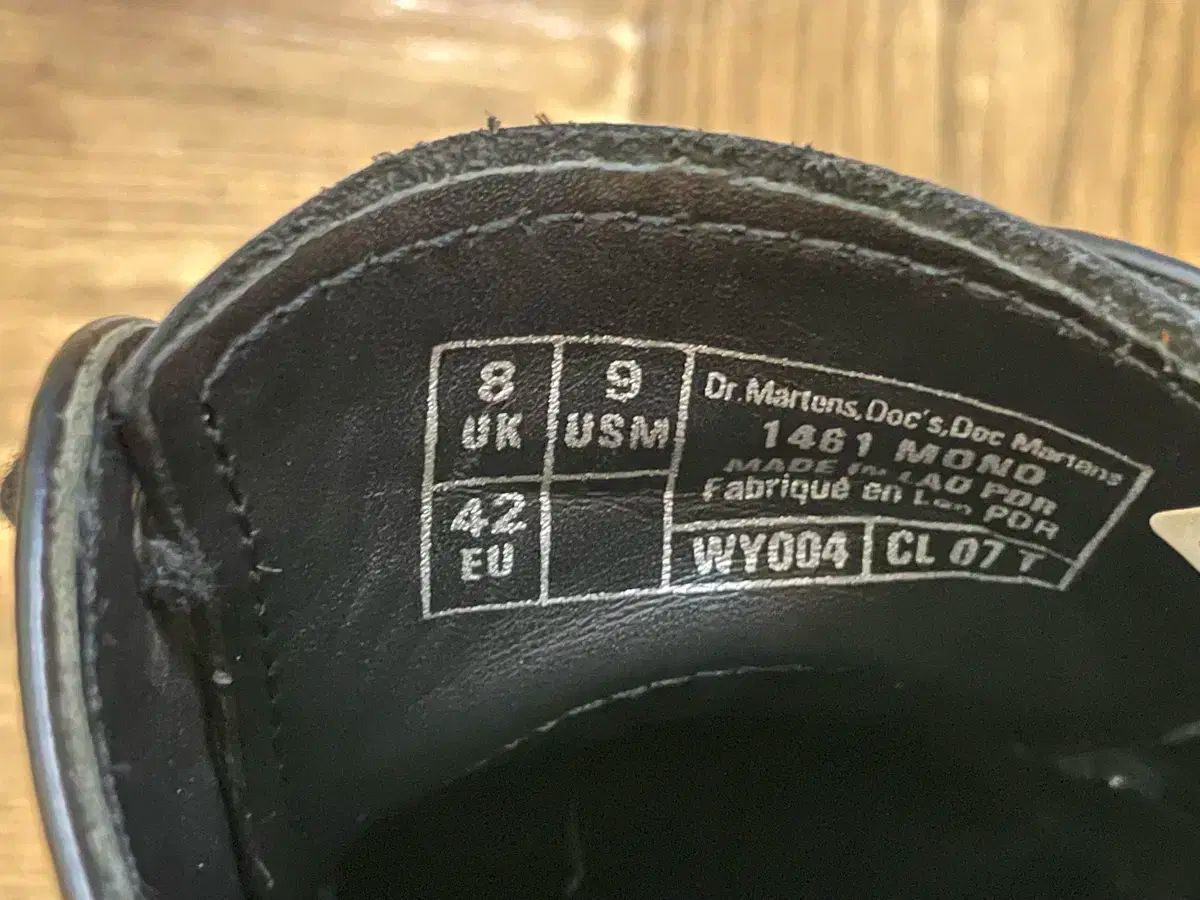 8
UK
9
USM
42
EU
Dr.Martens,Doc's,Doc Martens
1461 MONO
MADE IN LAO PDR
Fabriqué en Lao PDR
WY004
CL 07 T